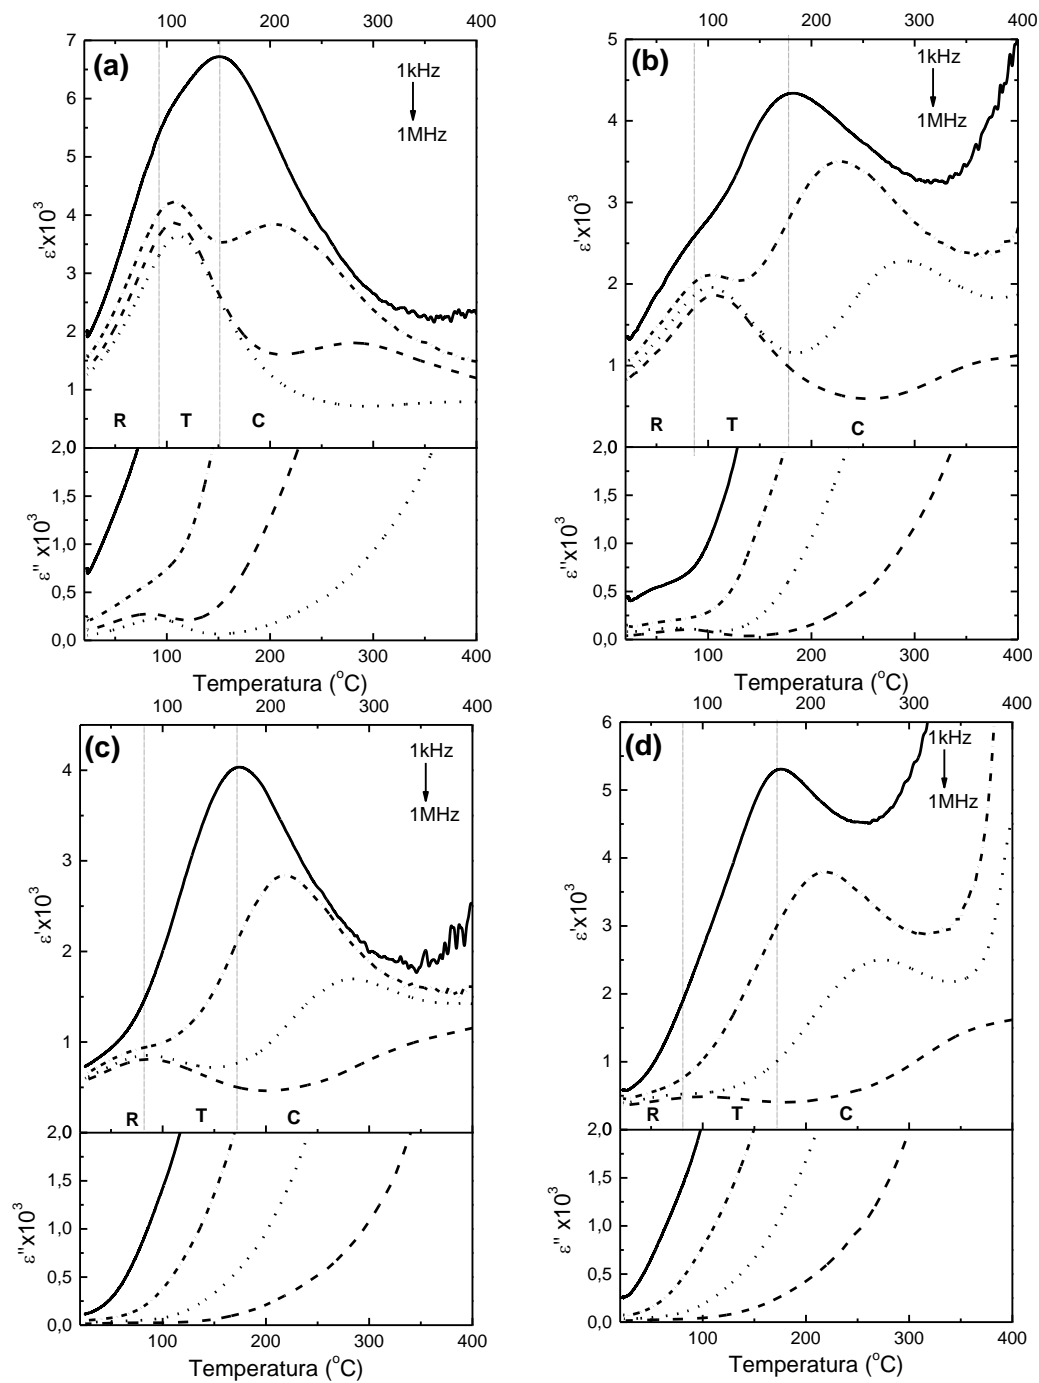 100 200 300 400
(a)
1kHz
1MHz
7
6
5
4
3
2
1
ε'x10³
R T C
2,0
1,5
1,0
0,5
0,0
ε'' x10³
100 200 300 400
Temperatura (°C)
100 200 300 400
(b)
1kHz
1MHz
5
4
3
2
1
ε'x10³
R T C
2,0
1,5
1,0
0,5
0,0
ε''x10³
100 200 300 400
Temperatura (°C)
100 200 300 400
(c)
1kHz
1MHz
4
3
2
1
ε'x10³
R T C
2,0
1,5
1,0
0,5
0,0
ε''x10³
100 200 300 400
Temperatura (°C)
100 200 300 400
(d)
1kHz
1MHz
6
5
4
3
2
1
ε'x10³
R T C
2,0
1,5
1,0
0,5
0,0
ε'' x10³
100 200 300 400
Temperatura (°C)